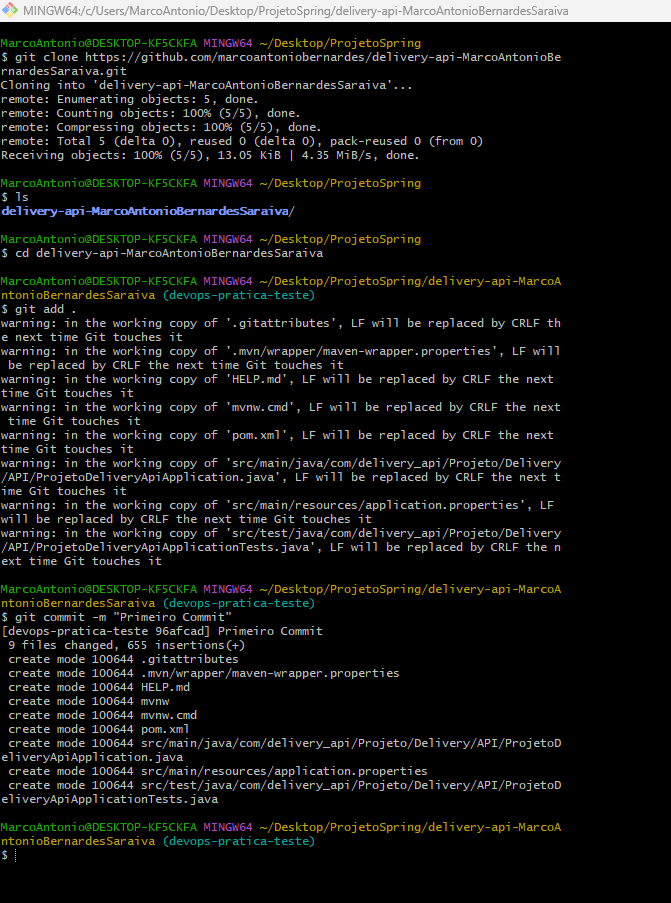 MINGW64:/c/Users/MarcoAntonio/Desktop/ProjetoSpring/delivery-api-MarcoAntonioBernardesSaraiva
MarcoAntonio@DESKTOP-KF5CKFA MINGW64 ~/Desktop/ProjetoSpring
$ git clone https://github.com/marcoantoniobernardes/delivery-api-MarcoAntonioBe
rnardesSaraiva.git
Cloning into 'delivery-api-MarcoAntonioBernardesSaraiva'...
remote: Enumerating objects: 5, done.
remote: Counting objects: 100% (5/5), done.
remote: Compressing objects: 100% (5/5), done.
remote: Total 5 (delta 0), reused 0 (delta 0), pack-reused 0 (from 0)
Receiving objects: 100% (5/5), 13.05 KiB | 4.35 MiB/s, done.
MarcoAntonio@DESKTOP-KF5CKFA MINGW64 ~/Desktop/ProjetoSpring
$ ls
delivery-api-MarcoAntonioBernardesSaraiva/
MarcoAntonio@DESKTOP-KF5CKFA MINGW64 ~/Desktop/ProjetoSpring
$ cd delivery-api-MarcoAntonioBernardesSaraiva
MarcoAntonio@DESKTOP-KF5CKFA MINGW64 ~/Desktop/ProjetoSpring/delivery-api-MarcoA
ntonioBernardesSaraiva (devops-pratica-teste)
$ git add .
warning: in the working copy of '.gitattributes', LF will be replaced by CRLF th
e next time Git touches it
warning: in the working copy of '.mvn/wrapper/maven-wrapper.properties', LF will
 be replaced by CRLF the next time Git touches it
warning: in the working copy of 'HELP.md', LF will be replaced by CRLF the next
time Git touches it
warning: in the working copy of 'mvnw.cmd', LF will be replaced by CRLF the next
 time Git touches it
warning: in the working copy of 'pom.xml', LF will be replaced by CRLF the next
time Git touches it
warning: in the working copy of 'src/main/java/com/delivery_api/Projeto/Delivery
/API/ProjetoDeliveryApiApplication.java', LF will be replaced by CRLF the next t
ime Git touches it
warning: in the working copy of 'src/main/resources/application.properties', LF
will be replaced by CRLF the next time Git touches it
warning: in the working copy of 'src/test/java/com/delivery_api/Projeto/Delivery
/API/ProjetoDeliveryApiApplicationTests.java', LF will be replaced by CRLF the n
ext time Git touches it
MarcoAntonio@DESKTOP-KF5CKFA MINGW64 ~/Desktop/ProjetoSpring/delivery-api-MarcoA
ntonioBernardesSaraiva (devops-pratica-teste)
$ git commit -m "Primeiro Commit"
[devops-pratica-teste 96afcad] Primeiro Commit
 9 files changed, 655 insertions(+)
 create mode 100644 .gitattributes
 create mode 100644 .mvn/wrapper/maven-wrapper.properties
 create mode 100644 HELP.md
 create mode 100644 mvnw
 create mode 100644 mvnw.cmd
 create mode 100644 pom.xml
 create mode 100644 src/main/java/com/delivery_api/Projeto/Delivery/API/ProjetoD
eliveryApiApplication.java
 create mode 100644 src/main/resources/application.properties
 create mode 100644 src/test/java/com/delivery_api/Projeto/Delivery/API/ProjetoD
eliveryApiApplicationTests.java
MarcoAntonio@DESKTOP-KF5CKFA MINGW64 ~/Desktop/ProjetoSpring/delivery-api-MarcoA
ntonioBernardesSaraiva (devops-pratica-teste)
$